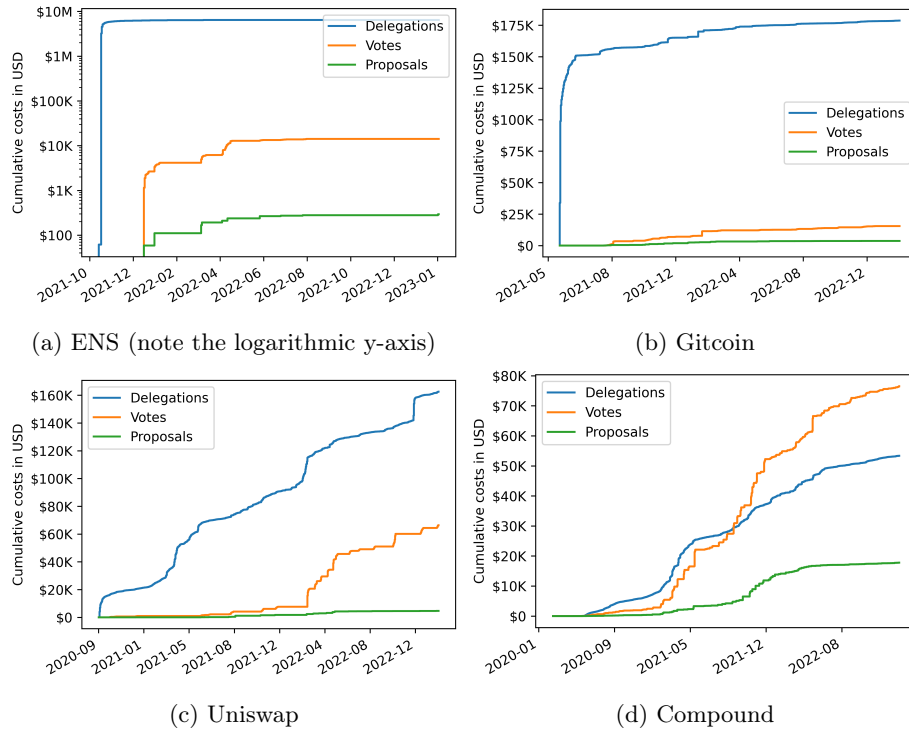 Cumulative costs in USD
$10M
$1M
$100K
$10K
$1K
$100
Delegations
Votes
Proposals
2021-10
2021-12
2022-02
2022-04
2022-06
2022-08
2022-10
2022-12
2023-01
(a) ENS (note the logarithmic y-axis)
Cumulative costs in USD
$175K
$150K
$125K
$100K
$75K
$50K
$25K
$0
Delegations
Votes
Proposals
2021-05
2021-08
2021-12
2022-04
2022-08
2022-12
(b) Gitcoin
Cumulative costs in USD
$160K
$140K
$120K
$100K
$80K
$60K
$40K
$20K
$0
Delegations
Votes
Proposals
2020-09
2021-01
2021-05
2021-08
2021-12
2022-04
2022-08
2022-12
(c) Uniswap
Cumulative costs in USD
$80K
$70K
$60K
$50K
$40K
$30K
$20K
$10K
$0
Delegations
Votes
Proposals
2020-01
2020-09
2021-05
2021-12
2022-08
(d) Compound